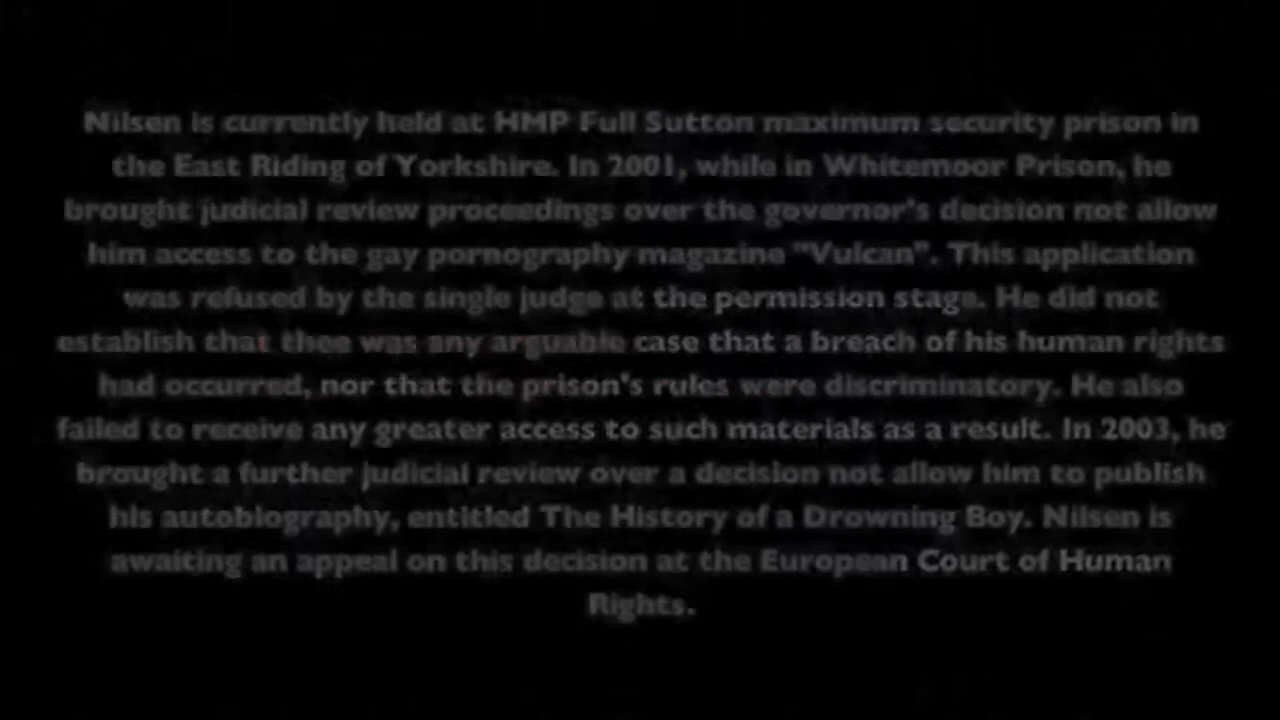 Nilsen is currently held at HMP Full Sutton maximum security prison in
the East Riding of Yorkshire. In 2001, while in Whitemoor Prison, he
brought judicial review proceedings over the governor's decision not allow
him access to the gay pornography magazine "Vulcan". This application
was refused by the single judge at the permission stage. He did not
establish that thee was any arguable case that a breach of his human rights
had occurred, nor that the prison's rules were discriminatory. He also
failed to receive any greater access to such materials as a result. In 2003, he
brought a further judicial review over a decision not allow him to publish
his autobiography, entitled The History of a Drowning Boy. Nilsen is
awaiting an appeal on this decision at the European Court of Human
Rights.